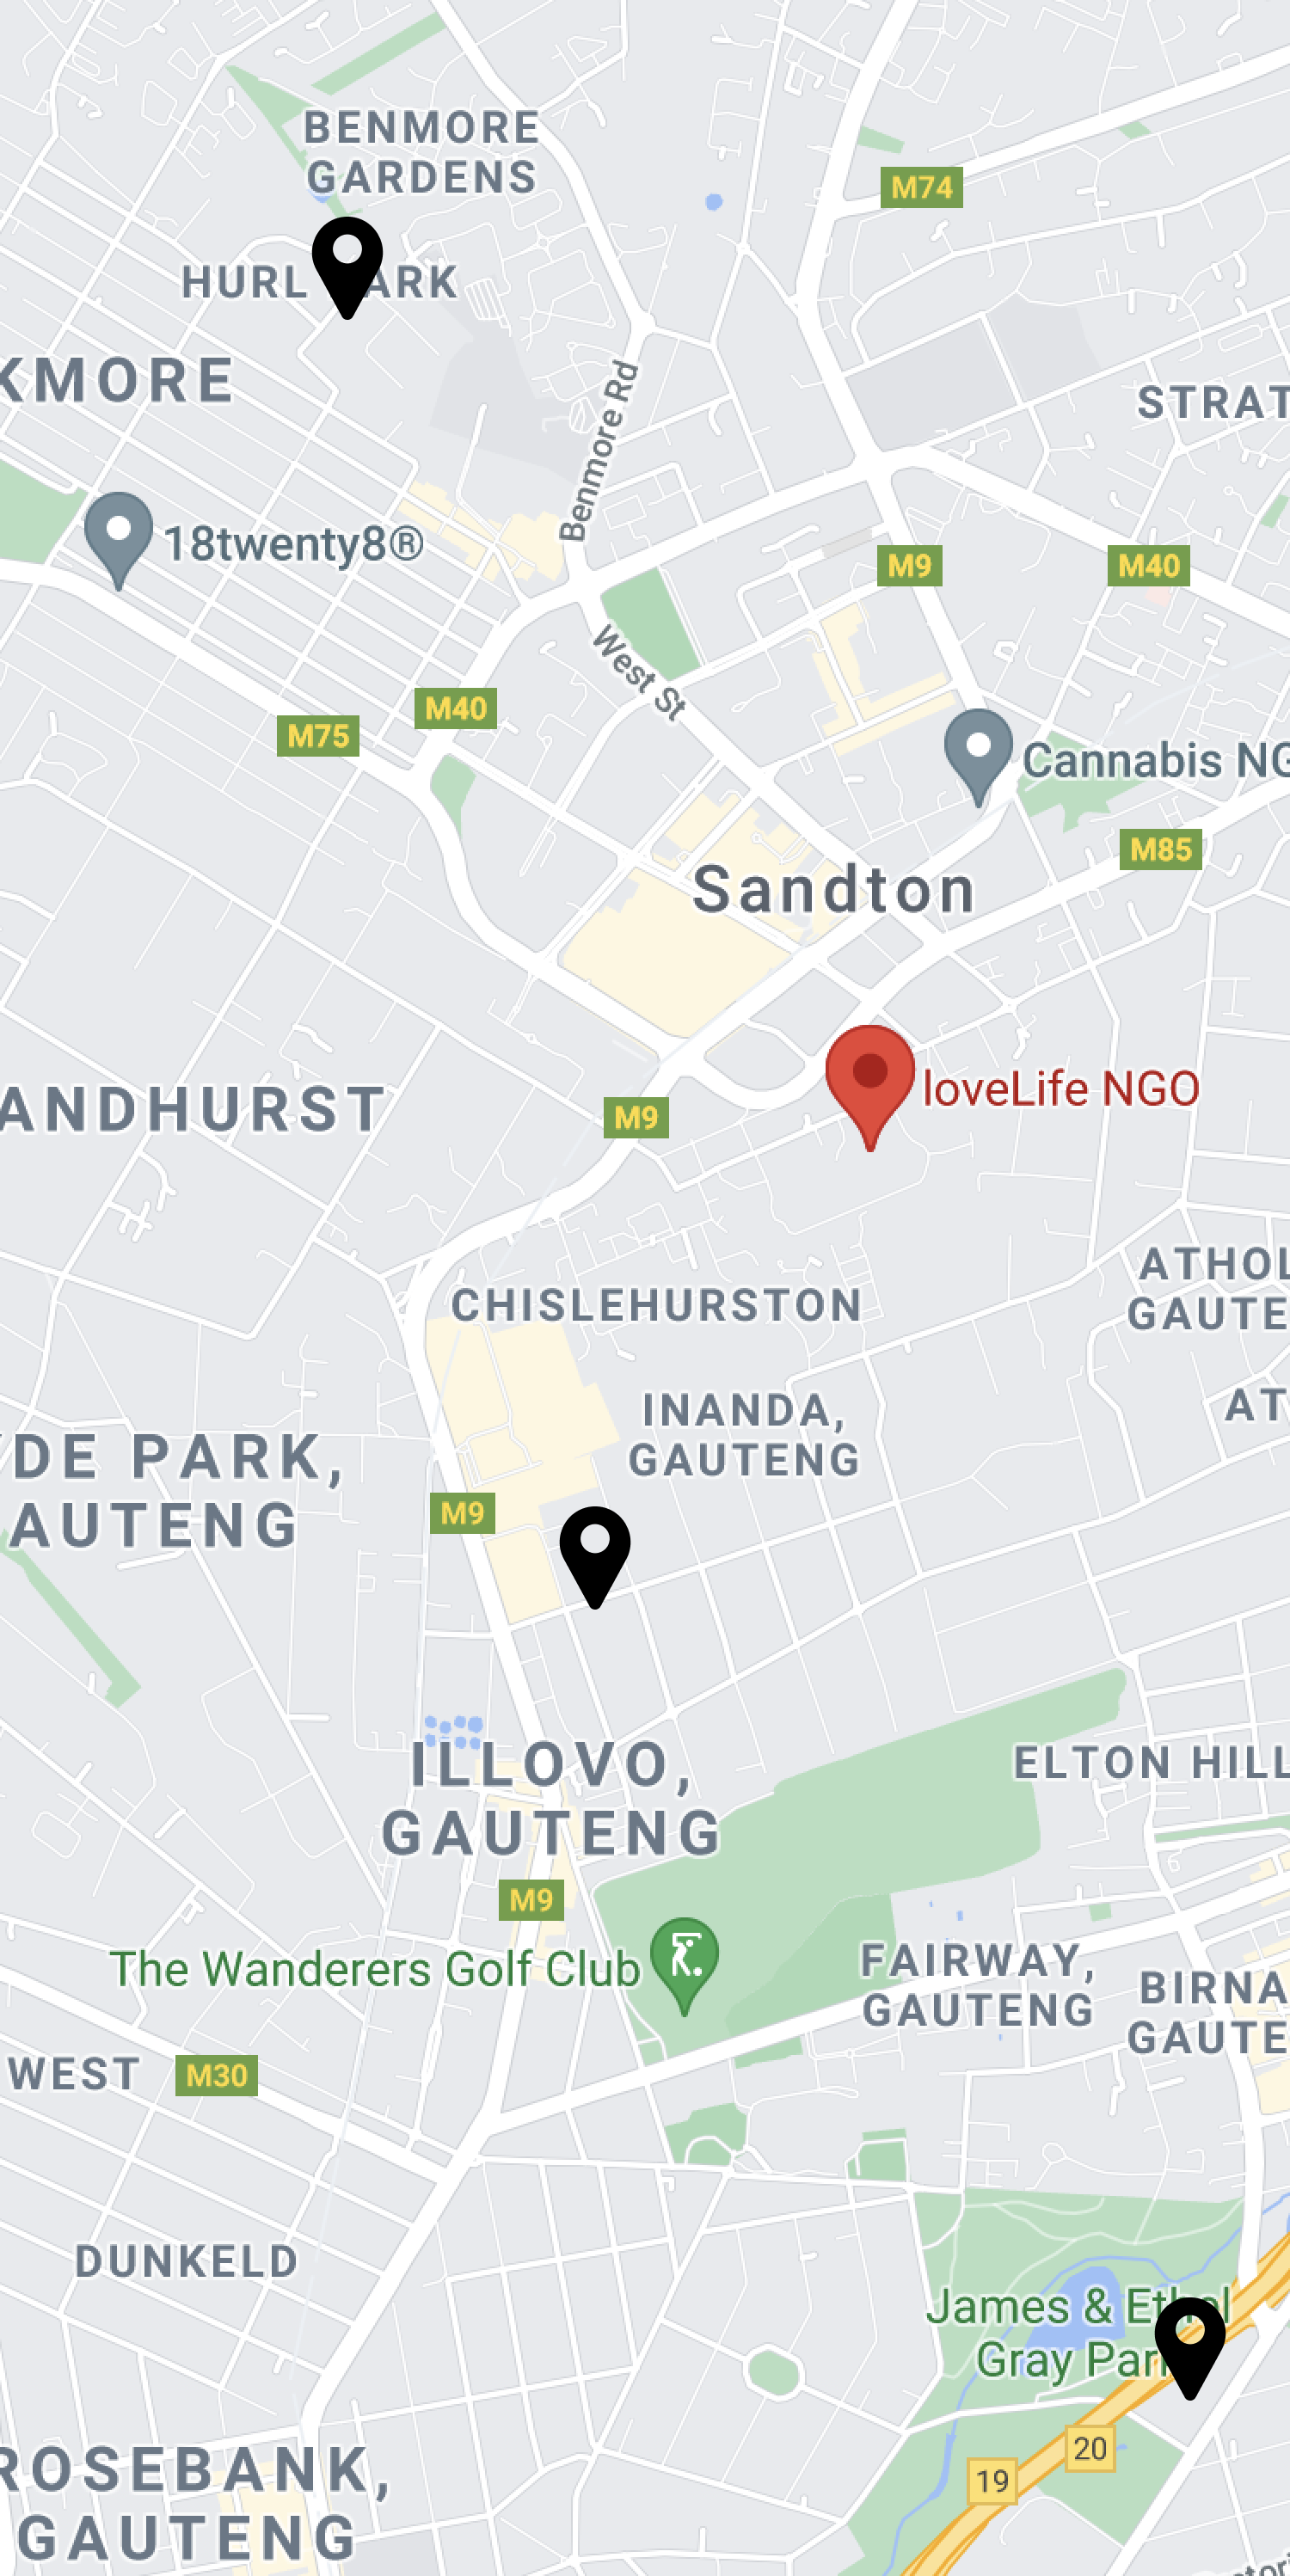 BENMORE
GARDENS
M74
HURL ARK
KMORE
STRAT
Benmore Rd
18twenty8®
M9
M40
West St
M40
M75
Cannabis NG
M85
Sandton
loveLife NGO
ANDHURST
M9
ATHOL
GAUTE
CHISLEHURSTON
INANDA,
GAUTENG
AT
DE PARK,
AUTENG
M9
ILLOVO,
GAUTENG
ELTON HILL
M9
The Wanderers Golf Club
FAIRWAY,
GAUTENG
BIRNA
GAUTE
WEST
M30
DUNKELD
James & Ethel
Gray Par
20
19
ROSEBANK,
GAUTENG